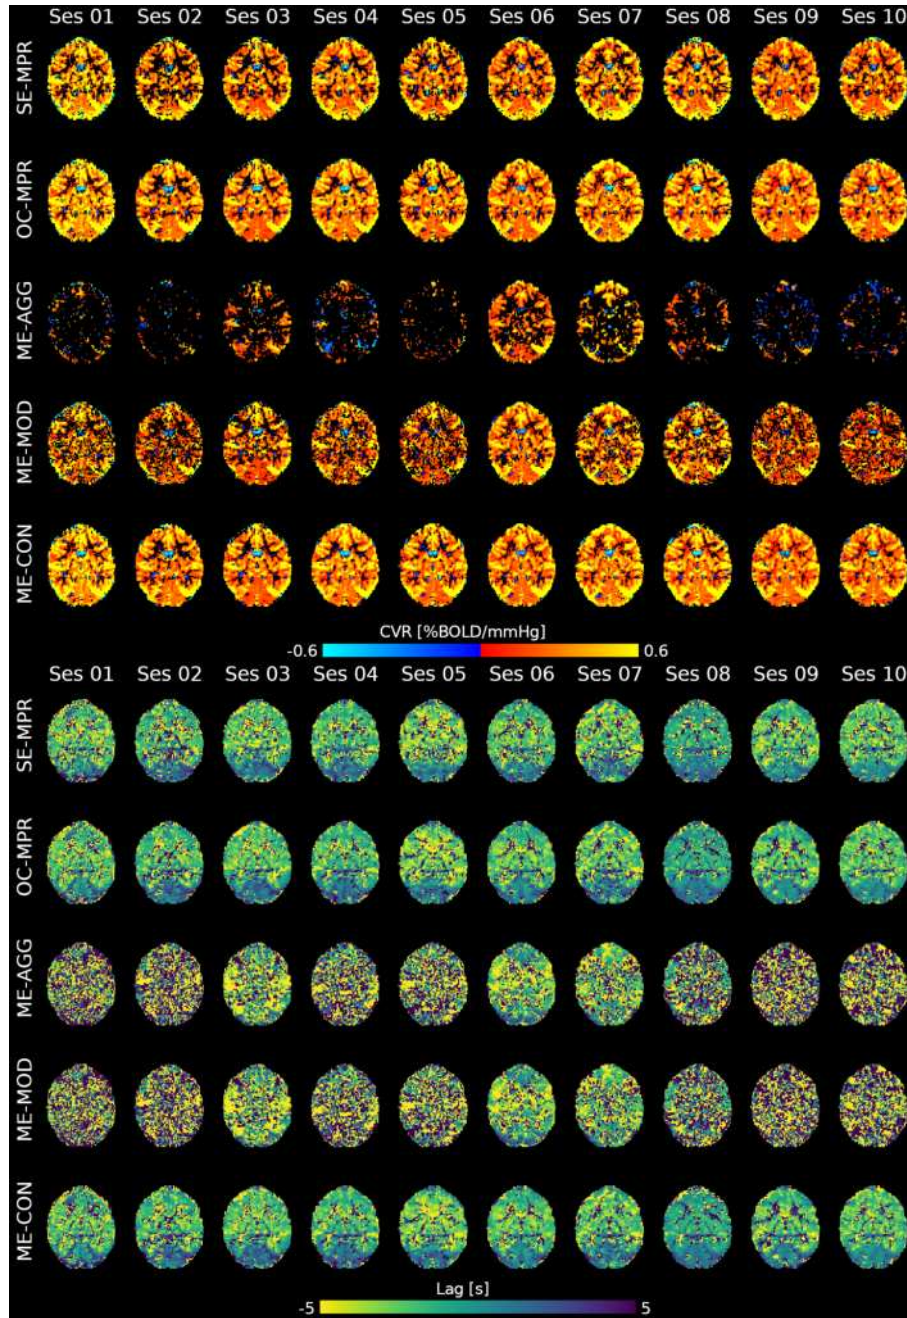 Ses 01 Ses 02 Ses 03 Ses 04 Ses 05 Ses 06 Ses 07 Ses 08 Ses 09 Ses 10
SE-MPR
OC-MPR
ME-AGG
ME-MOD
ME-CON
CVR [%BOLD/mmHg]
-0.6 0.6
Ses 01 Ses 02 Ses 03 Ses 04 Ses 05 Ses 06 Ses 07 Ses 08 Ses 09 Ses 10
SE-MPR
OC-MPR
ME-AGG
ME-MOD
ME-CON
Lag [s]
-5 5